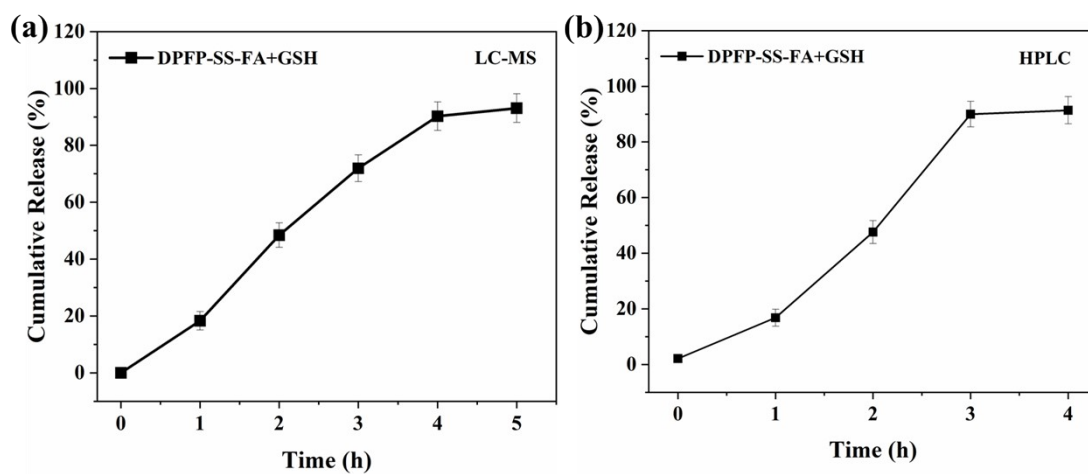 (a)
120
100
80
60
40
20
0
Cumulative Release (%)
DPFP-SS-FA+GSH LC-MS
0 1 2 3 4 5
Time (h)
(b)
120
100
80
60
40
20
0
Cumulative Release (%)
DPFP-SS-FA+GSH HPLC
0 1 2 3 4
Time (h)